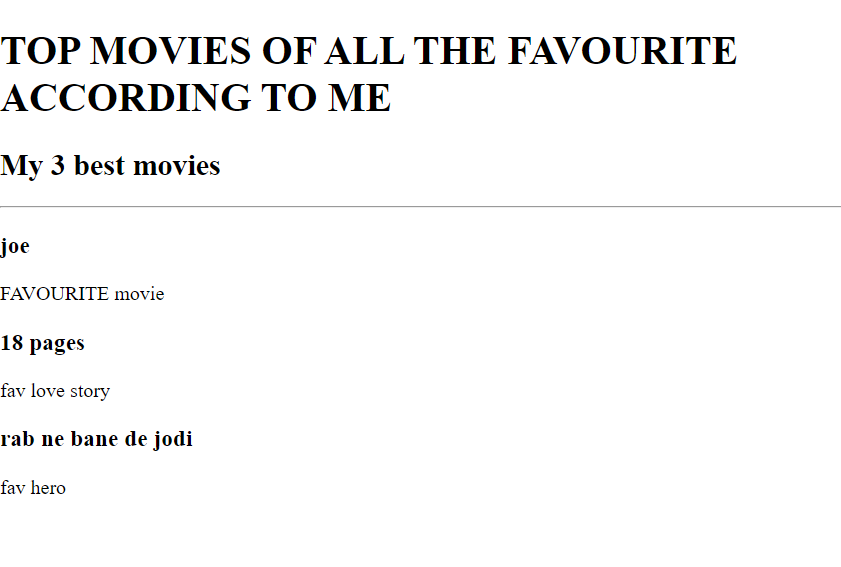 TOP MOVIES OF ALL THE FAVOURITE
ACCORDING TO ME
My 3 best movies
joe
FAVOURITE movie
18 pages
fav love story
rab ne bane de jodi
fav hero